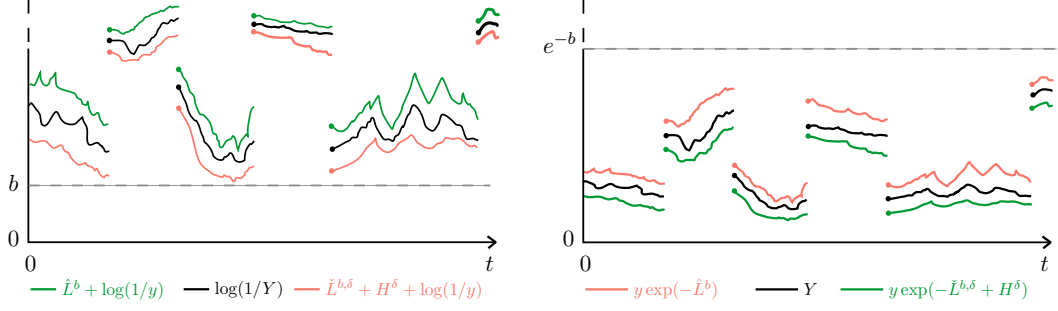 b
0
0
t
L̂^b + log(1/y)
log(1/Y)
Ľ^{b,δ} + H^δ + log(1/y)
e^{-b}
0
0
t
y exp(−L̂^b)
Y
y exp(−Ľ^{b,δ} + H^δ)